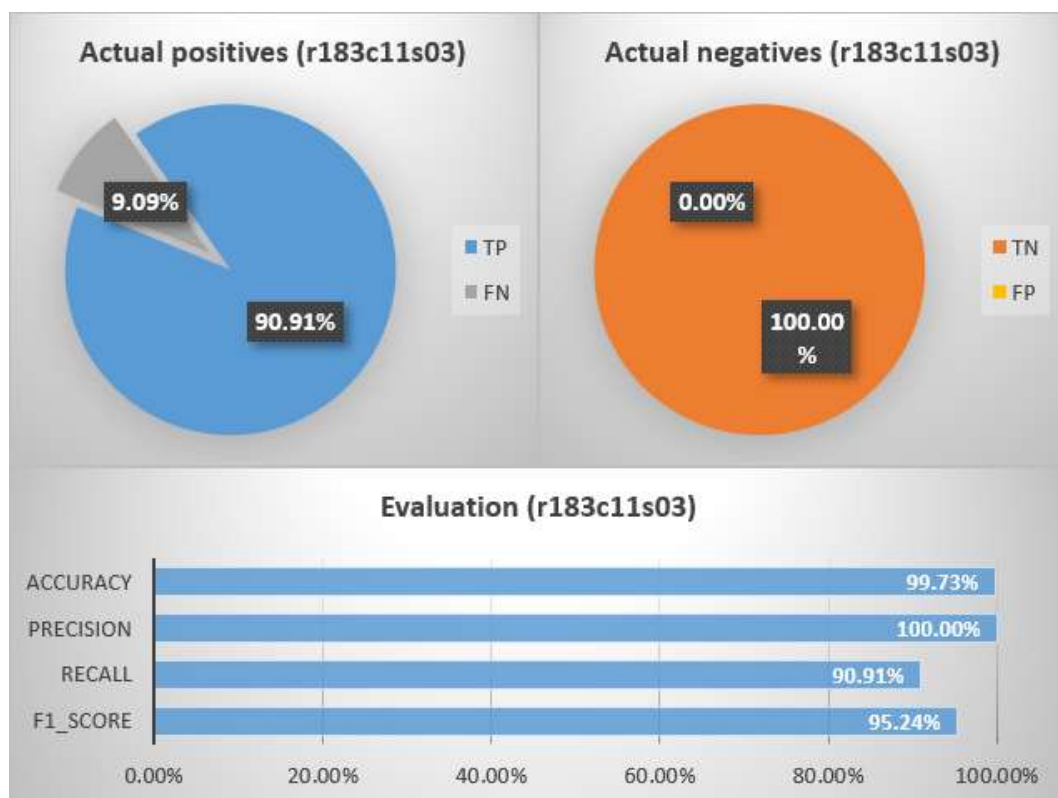 Actual positives (r183c11s03)
9.09%
90.91%
TP
FN
Actual negatives (r183c11s03)
0.00%
100.00
%
TN
FP
Evaluation (r183c11s03)
ACCURACY
99.73%
PRECISION
100.00%
RECALL
90.91%
F1_SCORE
95.24%
0.00%
20.00%
40.00%
60.00%
80.00%
100.00%